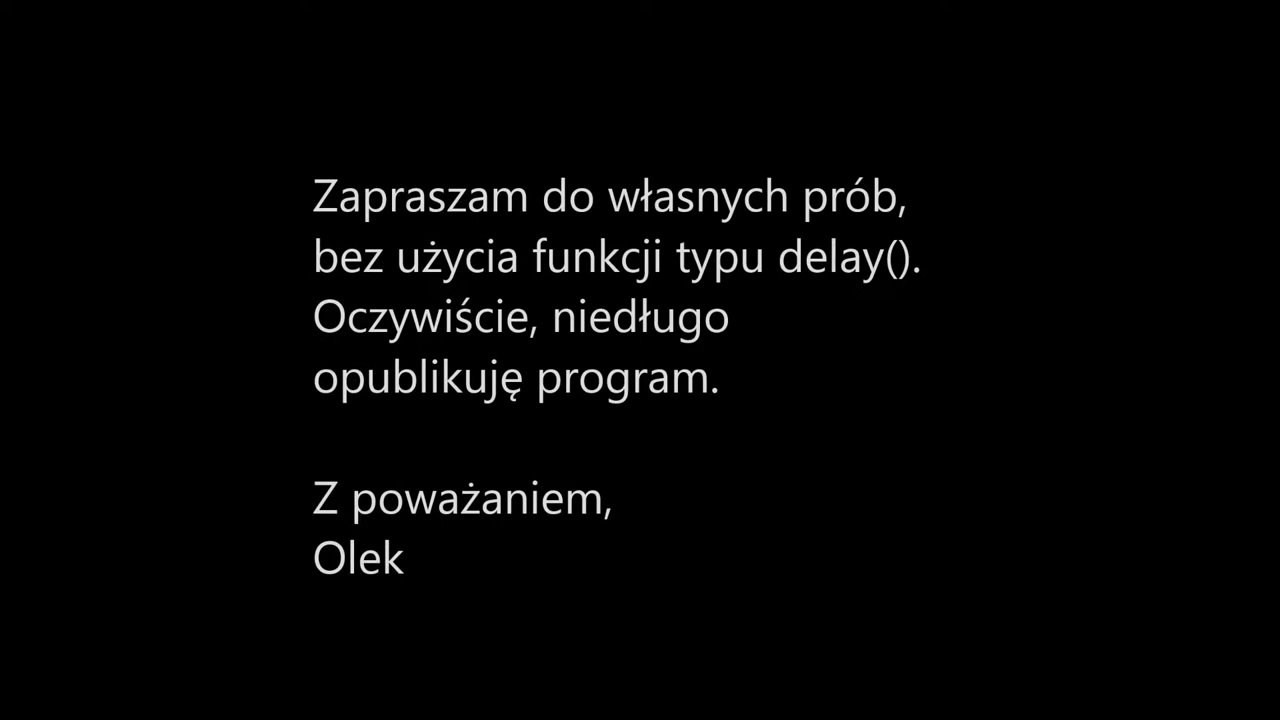 Zapraszam do własnych prób,
bez użycia funkcji typu delay().
Oczywiście, niedługo
opublikuję program.
Z poważaniem,
Olek